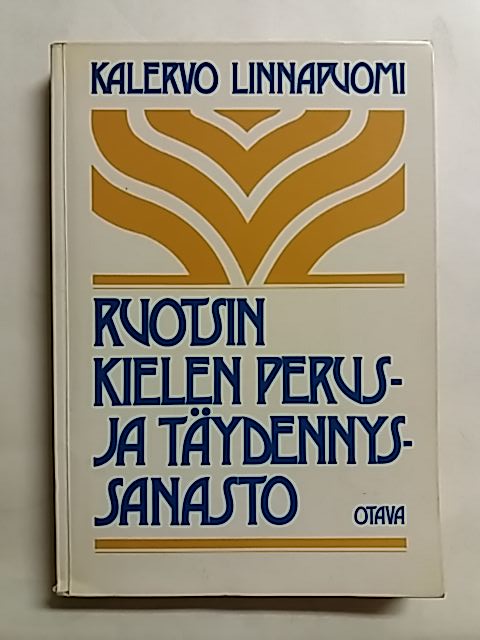 KALERVO LINNAPUOMI
RUOTSIN
KIELEN PERUS-
JA TÄYDENNYS-
SANASTO
OTAVA